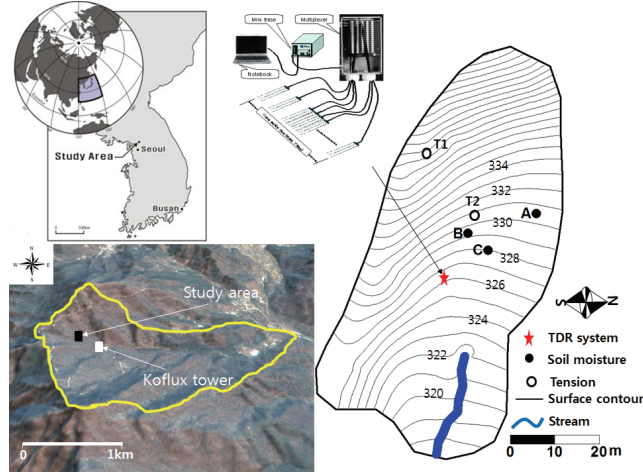 Mini trase
Multiplexer
Notebook
Study Area
Seoul
Busan
100km
N
W
E
S
Study area
Koflux tower
0
1km
T1
334
332
T2
A
330
B
C
328
326
324
322
320
S
N
TDR system
Soil moisture
Tension
Surface contour
Stream
0
10
20 m